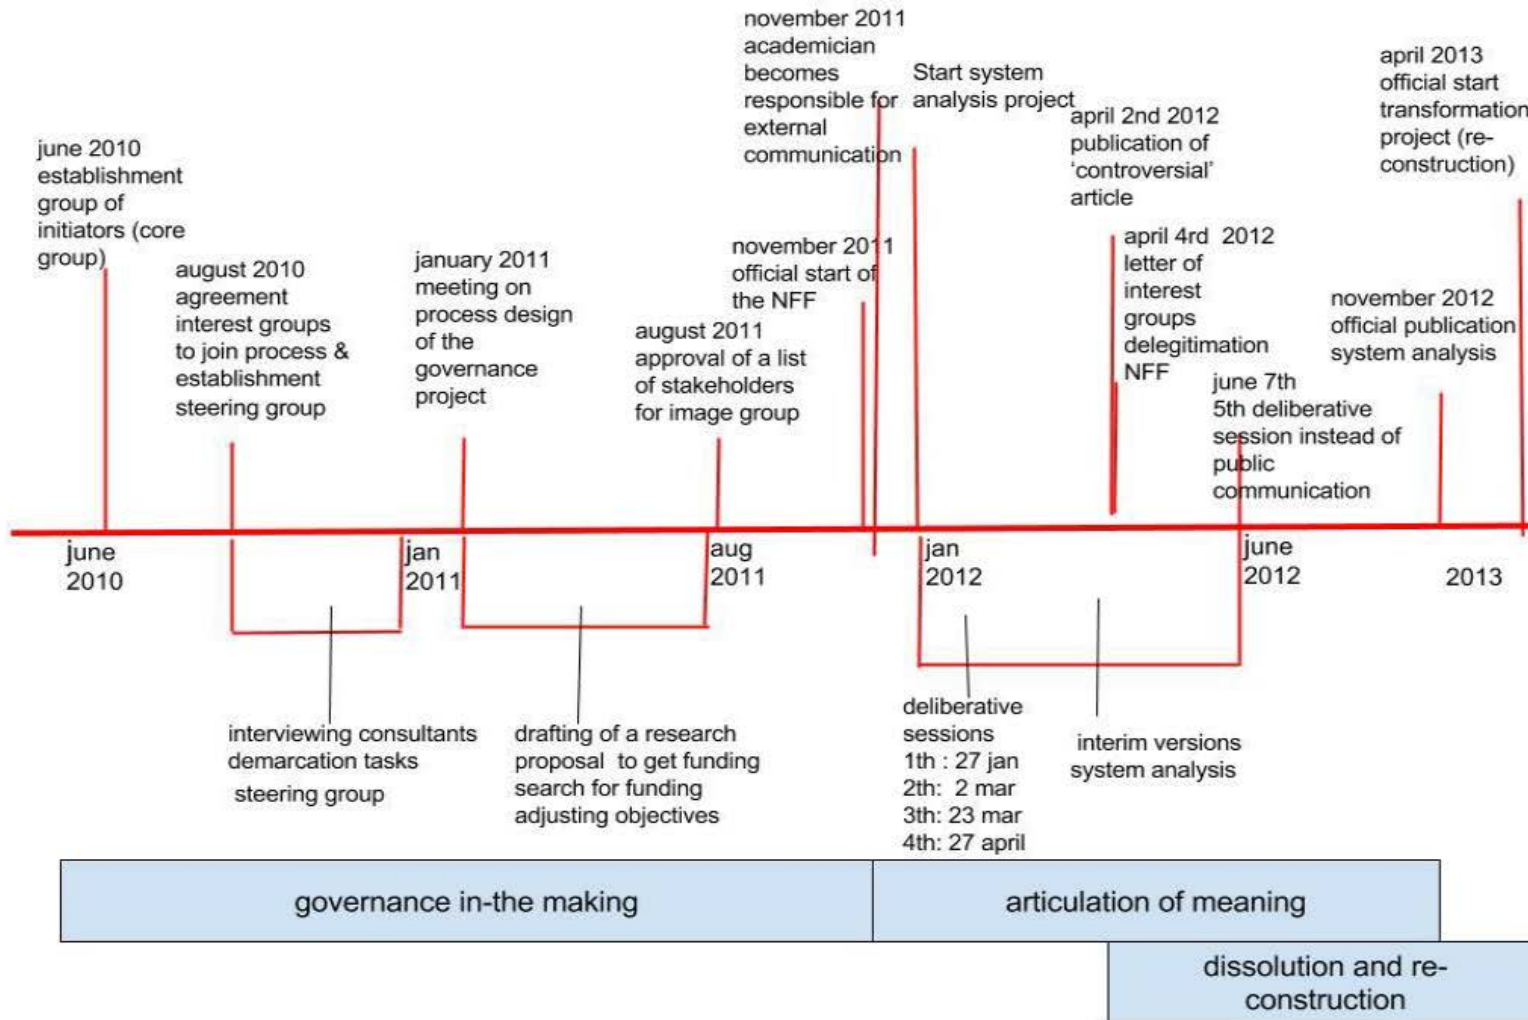 june 2010
establishment
group of
initiators (core
group)
august 2010
agreement
interest groups
to join process &
establishment
steering group
january 2011
meeting on
process design
of the
governance
project
august 2011
approval of a list
of stakeholders
for image group
november 2011
official start of
the NFF
november 2011
academician
becomes
responsible for
external
communication
Start system
analysis project
april 2nd 2012
publication of
‘controversial’
article
april 4rd 2012
letter of
interest
groups
delegitimation
NFF
june 7th
5th deliberative
session instead of
public
communication
november 2012
official publication
system analysis
april 2013
official start
transformation
project (re-
construction)
june
2010
jan
2011
aug
2011
jan
2012
june
2012
2013
interviewing consultants
demarcation tasks
steering group
drafting of a research
proposal to get funding
search for funding
adjusting objectives
deliberative
sessions
1th : 27 jan
2th: 2 mar
3th: 23 mar
4th: 27 april
interim versions
system analysis
governance in-the making
articulation of meaning
dissolution and re-
construction